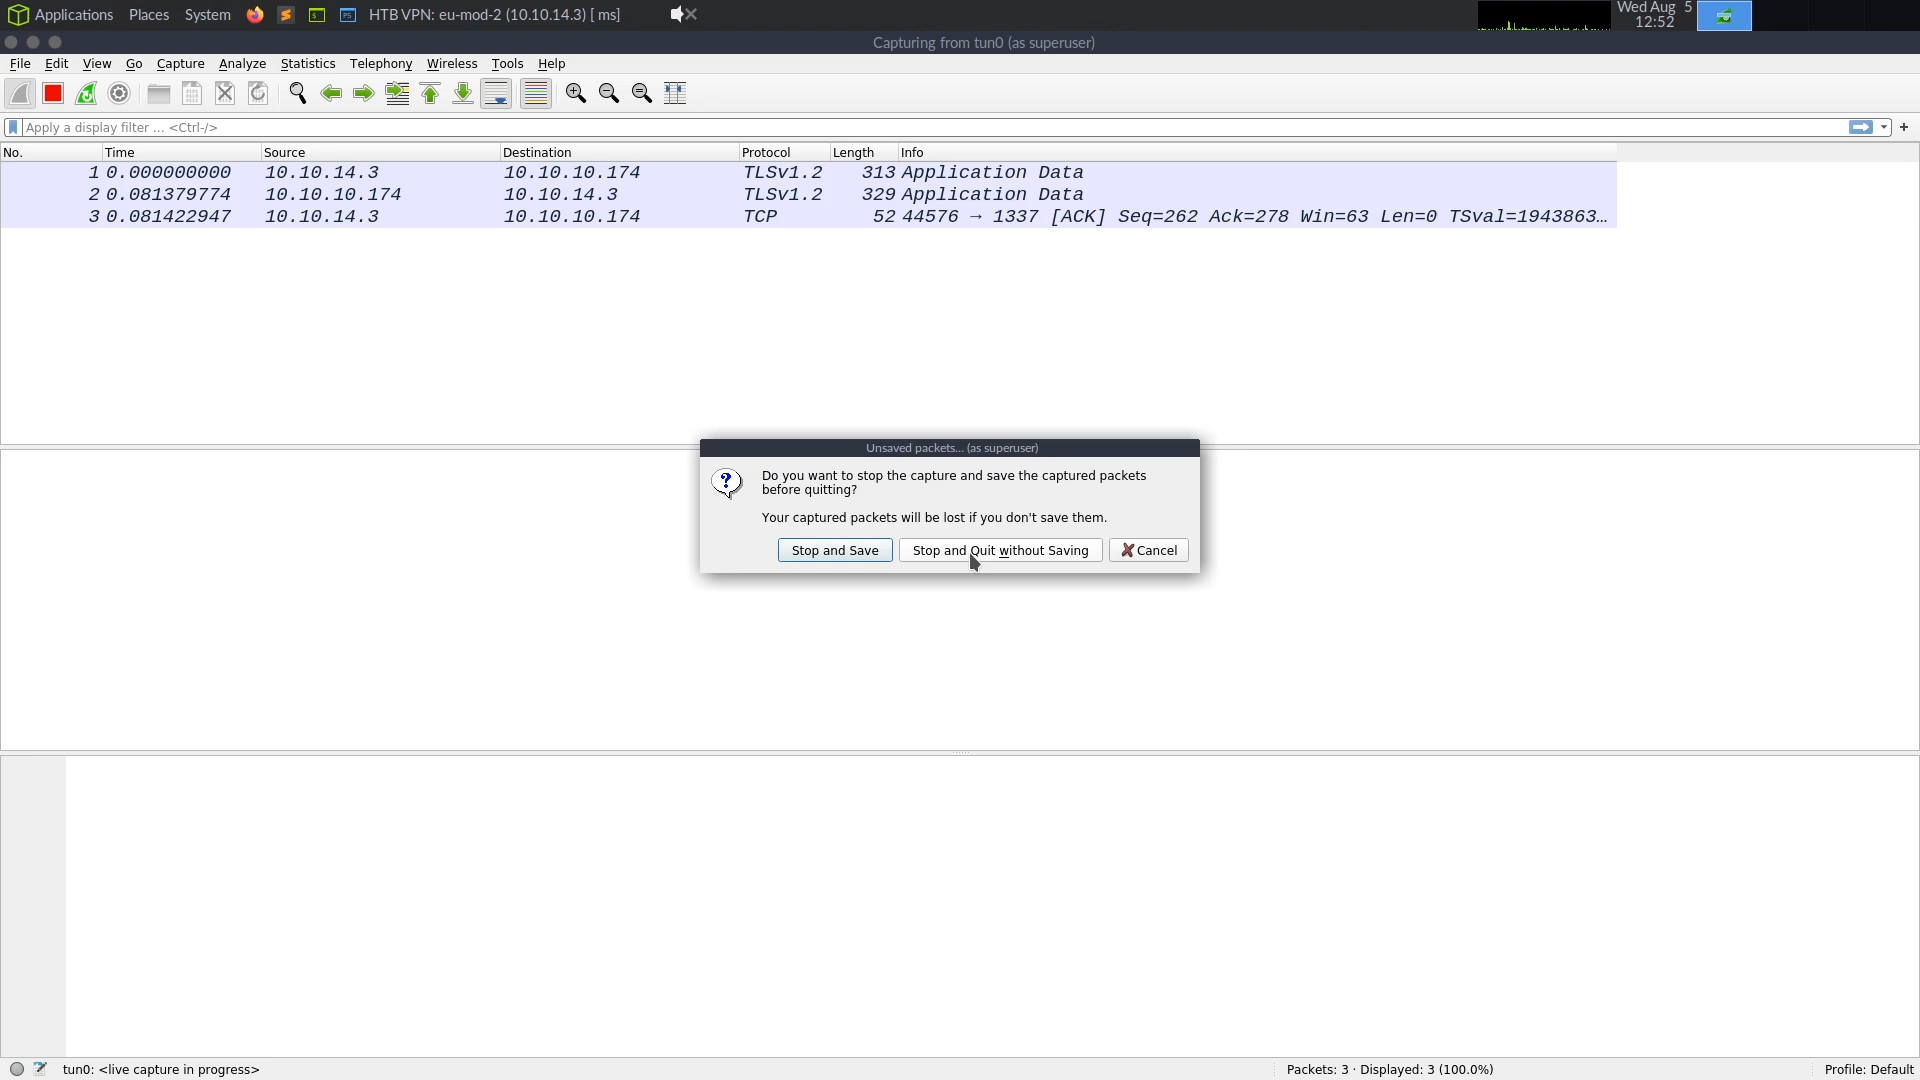 Applications Places System HTB VPN: eu-mod-2 (10.10.14.3) [ ms] Wed Aug 5
12:52
Capturing from tun0 (as superuser)
File Edit View Go Capture Analyze Statistics Telephony Wireless Tools Help
Apply a display filter ... <Ctrl-/> +
No. Time Source Destination Protocol Length Info
1 0.000000000 10.10.14.3 10.10.10.174 TLSv1.2 313 Application Data
2 0.081379774 10.10.10.174 10.10.14.3 TLSv1.2 329 Application Data
3 0.081422947 10.10.14.3 10.10.10.174 TCP 52 44576 → 1337 [ACK] Seq=262 Ack=278 Win=63 Len=0 TSval=1943863…
Unsaved packets... (as superuser)
Do you want to stop the capture and save the captured packets
before quitting?
Your captured packets will be lost if you don't save them.
Stop and Save Stop and Quit without Saving Cancel
tun0: <live capture in progress> Packets: 3 · Displayed: 3 (100.0%) Profile: Default